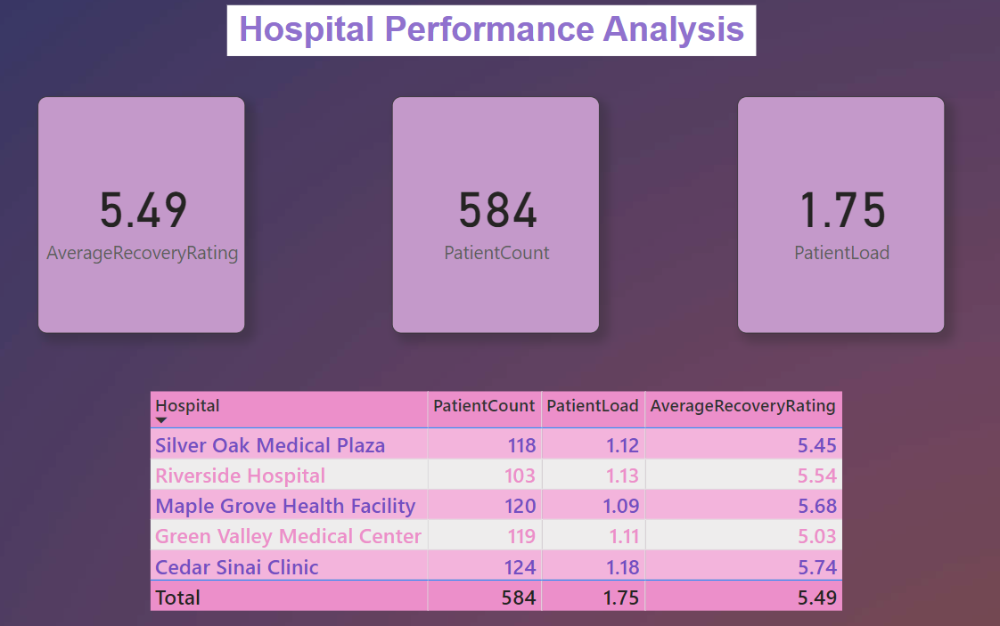 Hospital Performance Analysis
5.49
AverageRecoveryRating
584
PatientCount
1.75
PatientLoad
Hospital PatientCount PatientLoad AverageRecoveryRating
Silver Oak Medical Plaza 118 1.12 5.45
Riverside Hospital 103 1.13 5.54
Maple Grove Health Facility 120 1.09 5.68
Green Valley Medical Center 119 1.11 5.03
Cedar Sinai Clinic 124 1.18 5.74
Total 584 1.75 5.49